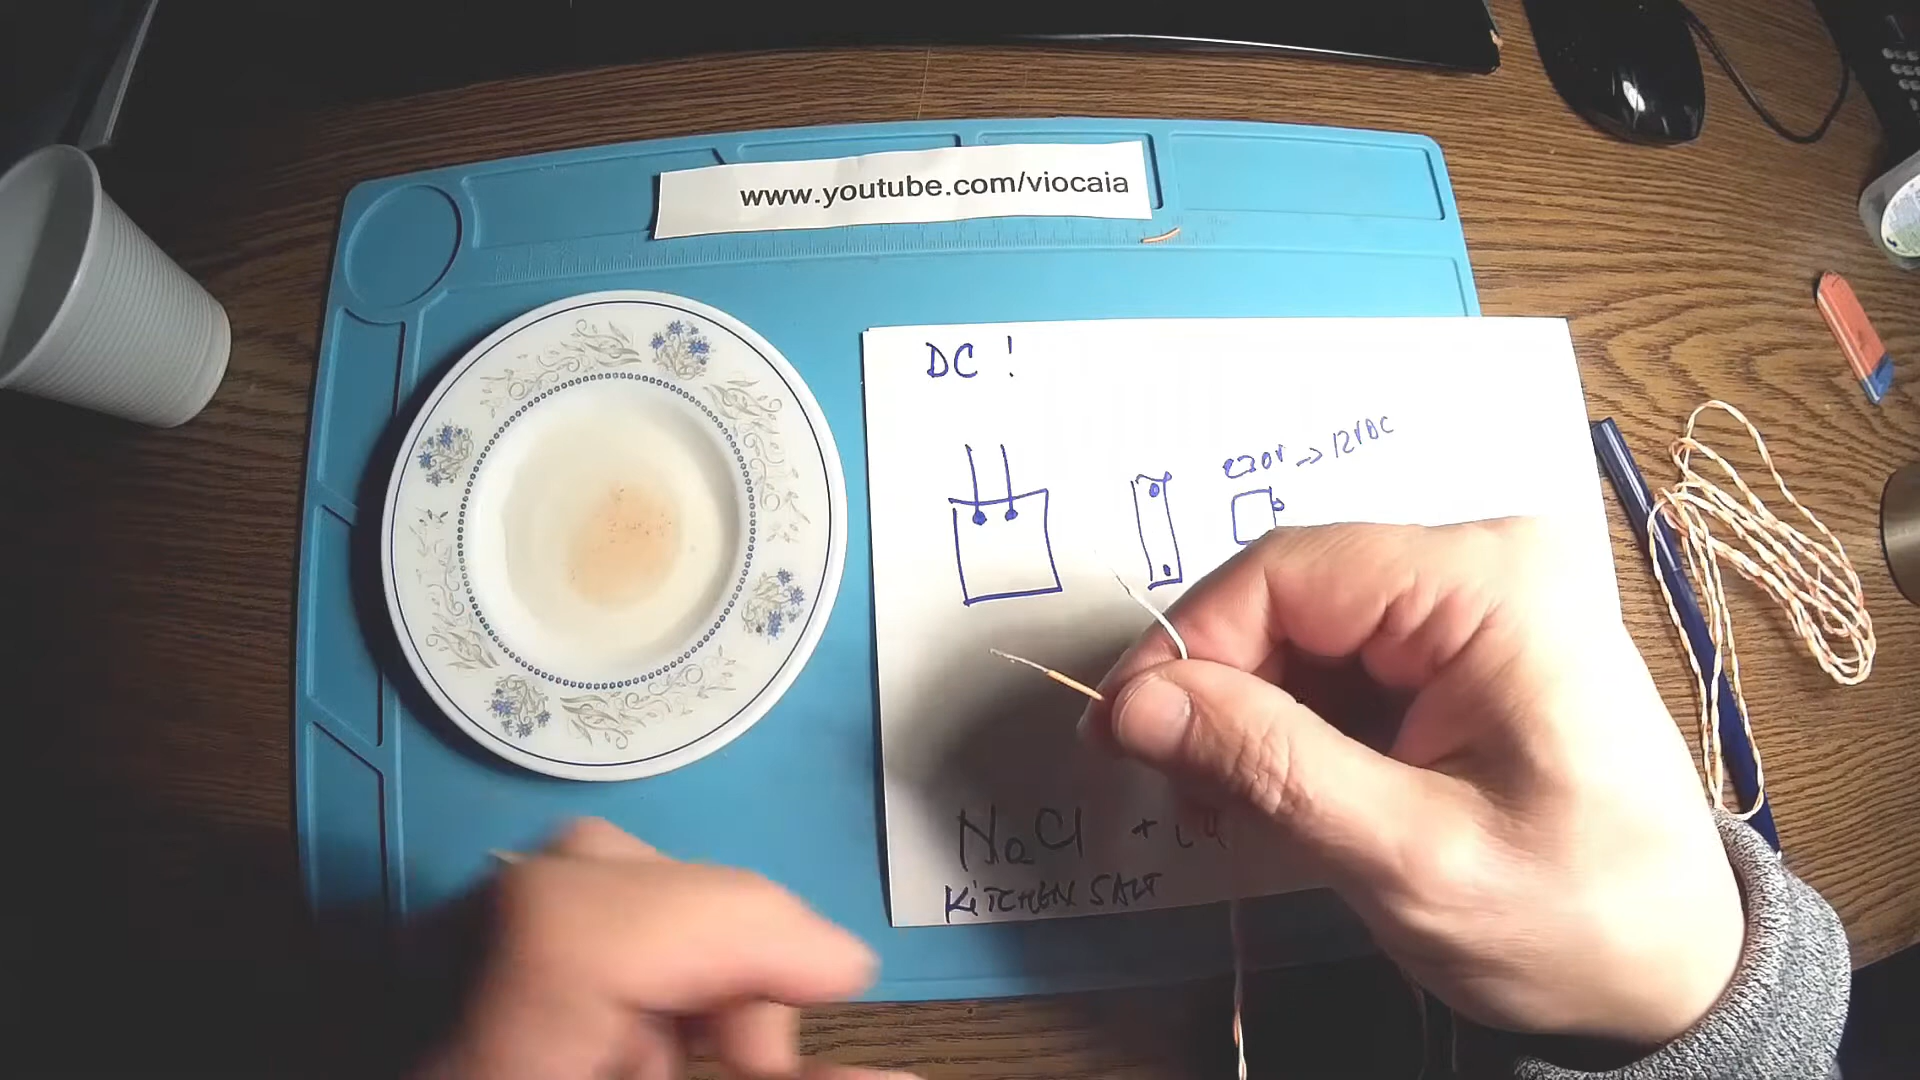 www.youtube.com/viocaia
DC !
230V → 12VDC
NaCl +
KITCHEN SALT